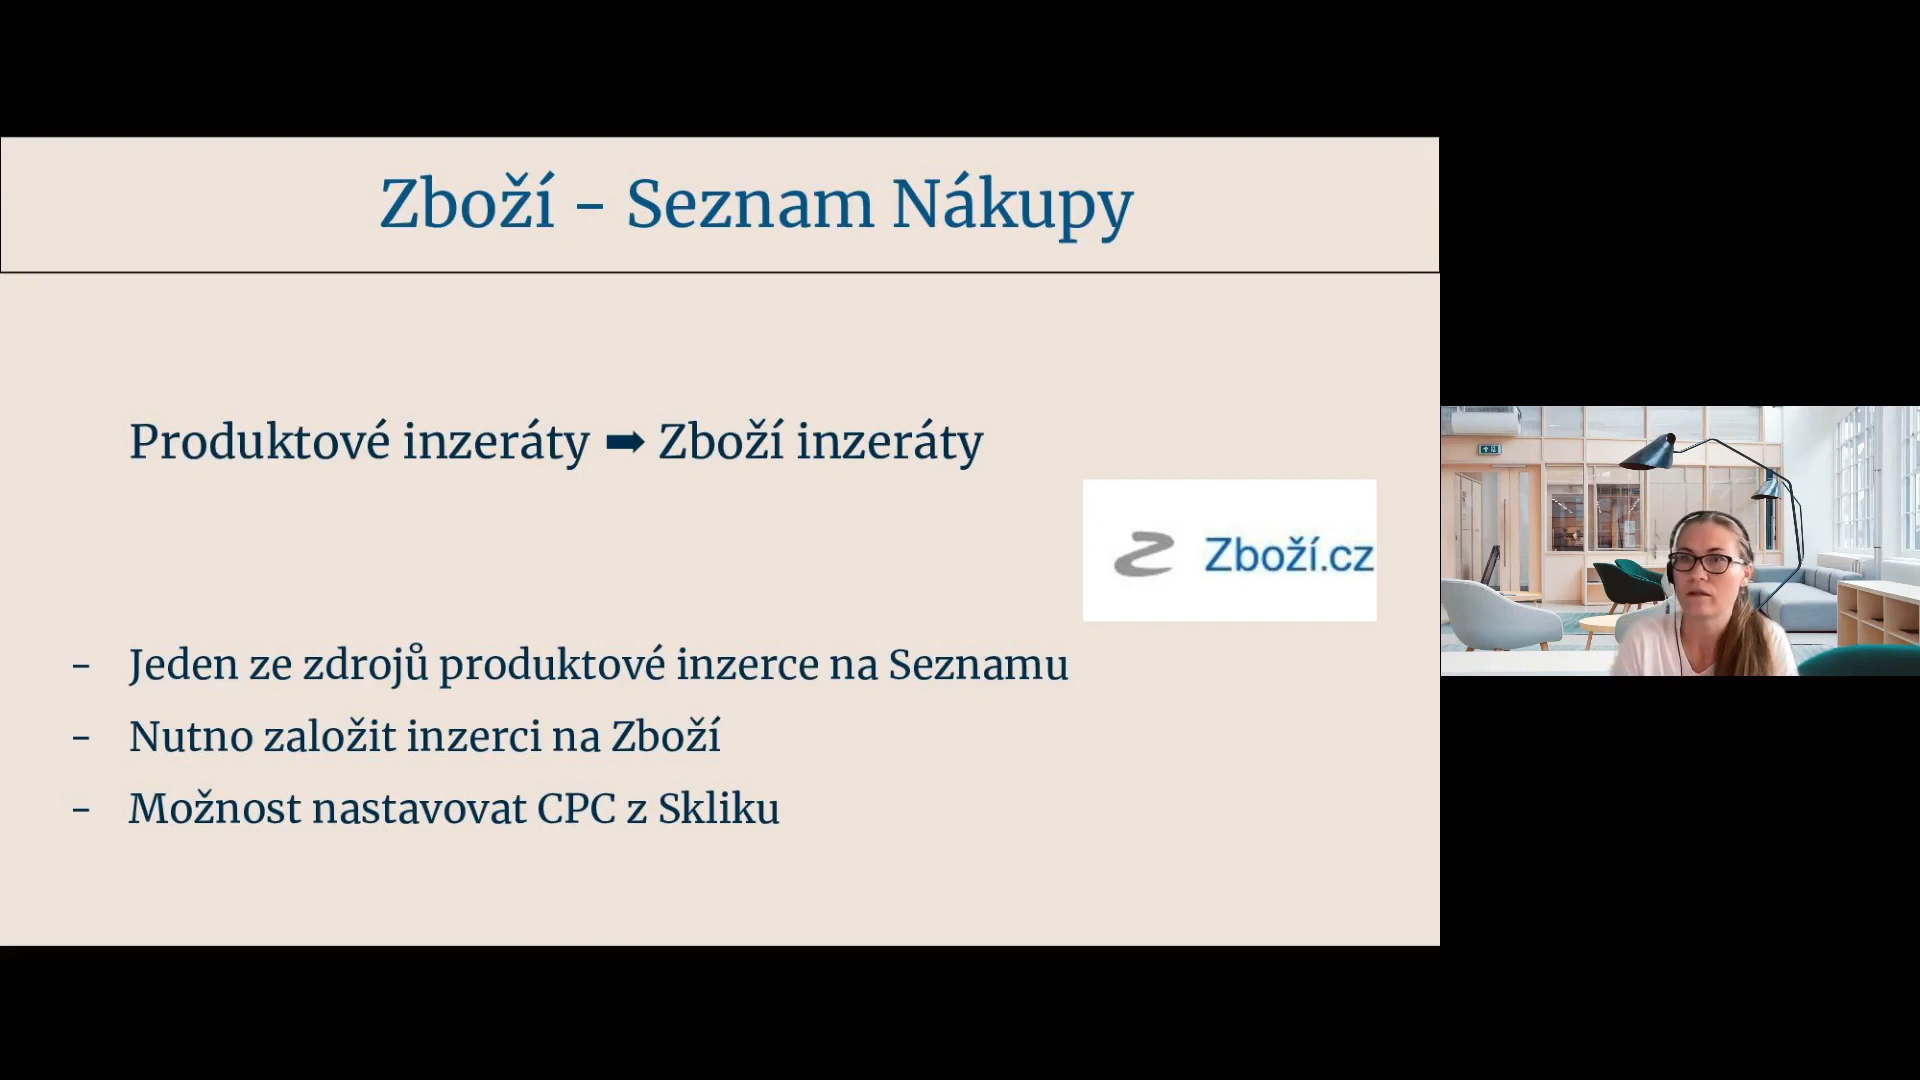 Zboží - Seznam Nákupy
Produktové inzeráty ➡ Zboží inzeráty
Zboží.cz
- Jeden ze zdrojů produktové inzerce na Seznamu
- Nutno založit inzerci na Zboží
- Možnost nastavovat CPC z Skliku